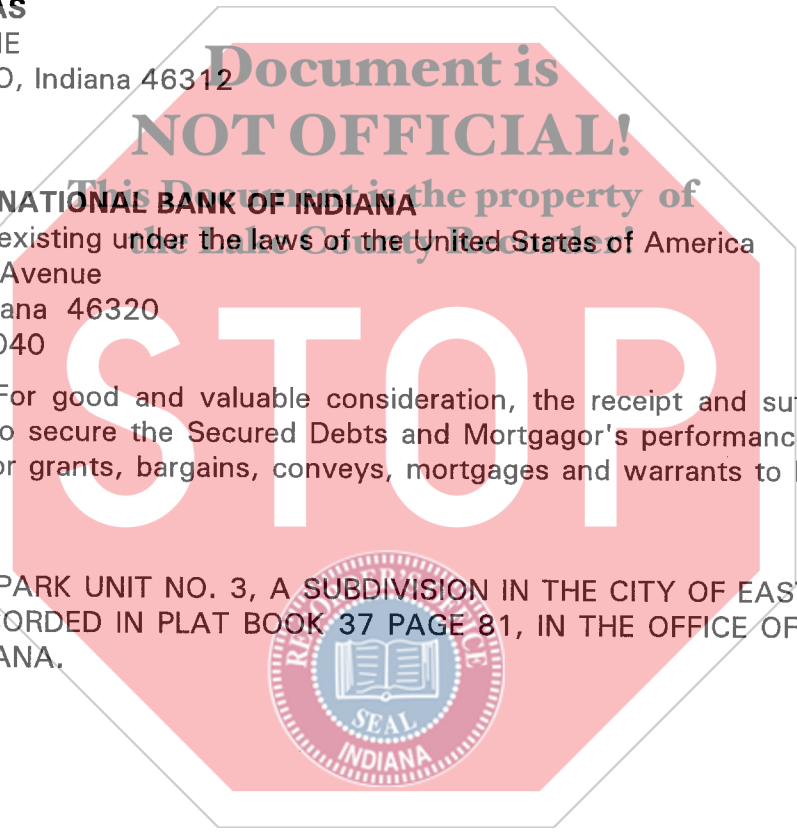 AS
NE
O, Indiana 46312
Document is
NOT OFFICIAL!
This Document is the property of
NATIONAL BANK OF INDIANA
the Lake County Recorder!
existing under the laws of the United States of America
Avenue
ana 46320
040
STOP
For good and valuable consideration, the receipt and suf
o secure the Secured Debts and Mortgagor's performanc
or grants, bargains, conveys, mortgages and warrants to
PARK UNIT NO. 3, A SUBDIVISION IN THE CITY OF EAS
ORDED IN PLAT BOOK 37 PAGE 81, IN THE OFFICE OF
ANA.
RECORDER'S OFFICE
SEAL
INDIANA